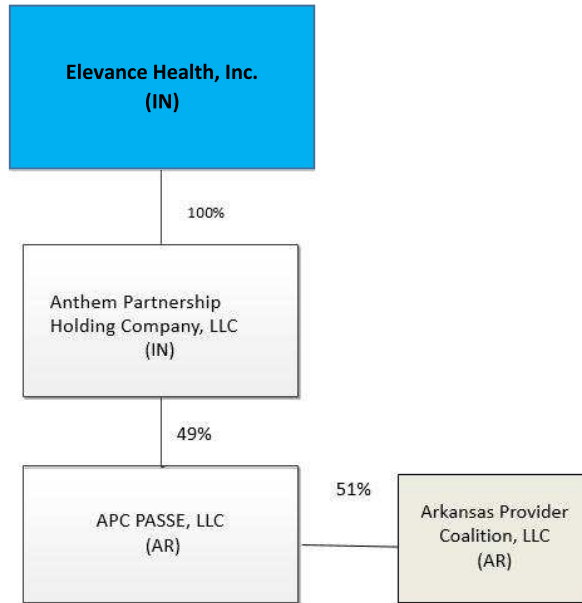 Elevance Health, Inc.
(IN)
100%
Anthem Partnership
Holding Company, LLC
(IN)
49%
APC PASSE, LLC
(AR)
51%
Arkansas Provider
Coalition, LLC
(AR)